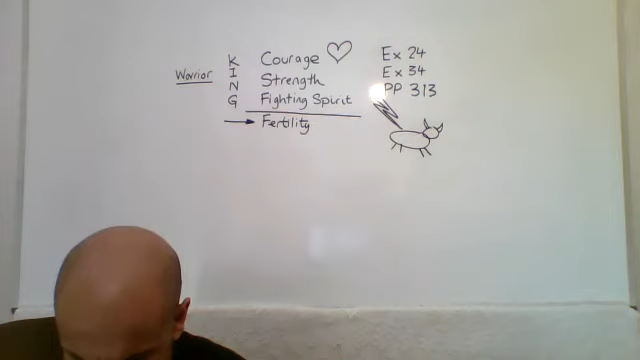 Warrior
K
I
N
G
Courage
Strength
Fighting Spirit
Fertility
Ex 24
Ex 34
PP 313